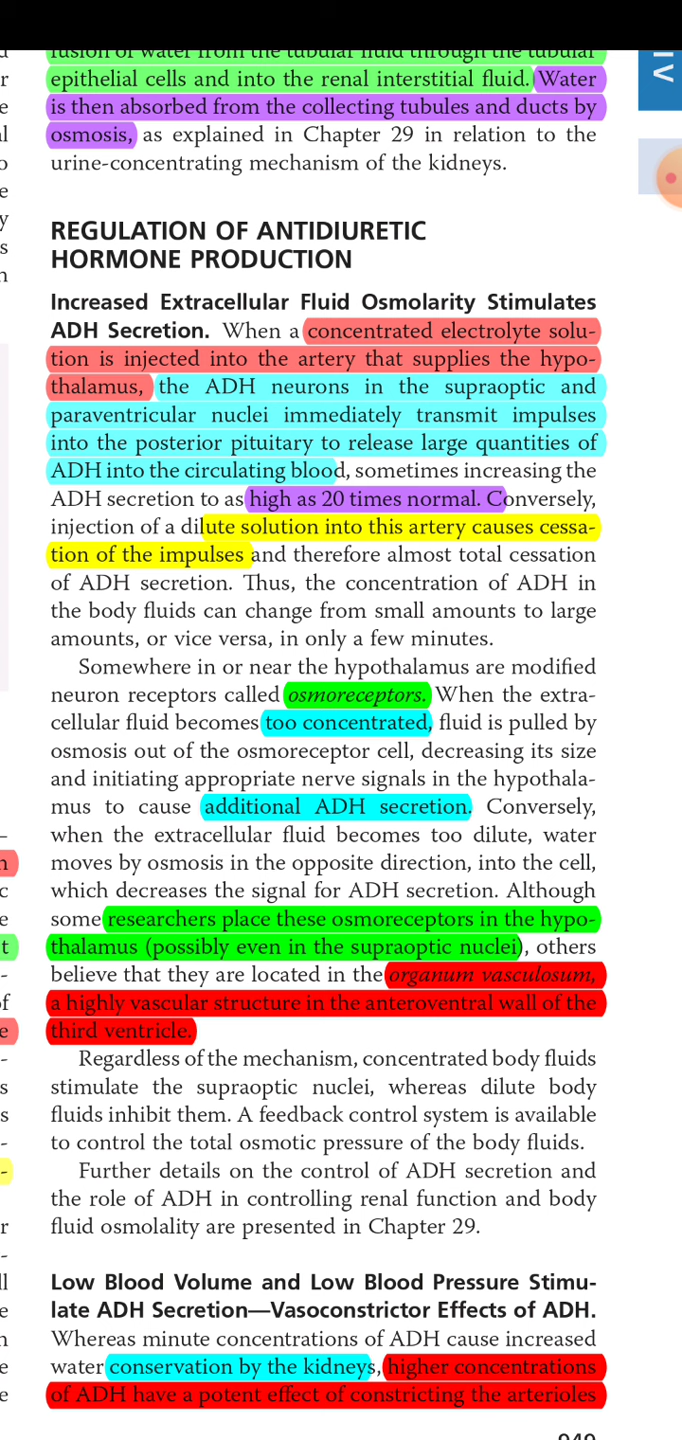 fusion of water from the tubular fluid through the tubular
epithelial cells and into the renal interstitial fluid. Water
is then absorbed from the collecting tubules and ducts by
osmosis, as explained in Chapter 29 in relation to the
urine-concentrating mechanism of the kidneys.
REGULATION OF ANTIDIURETIC
HORMONE PRODUCTION
Increased Extracellular Fluid Osmolarity Stimulates
ADH Secretion. When a concentrated electrolyte solu-
tion is injected into the artery that supplies the hypo-
thalamus, the ADH neurons in the supraoptic and
paraventricular nuclei immediately transmit impulses
into the posterior pituitary to release large quantities of
ADH into the circulating blood, sometimes increasing the
ADH secretion to as high as 20 times normal. Conversely,
injection of a dilute solution into this artery causes cessa-
tion of the impulses and therefore almost total cessation
of ADH secretion. Thus, the concentration of ADH in
the body fluids can change from small amounts to large
amounts, or vice versa, in only a few minutes.
Somewhere in or near the hypothalamus are modified
neuron receptors called osmoreceptors. When the extra-
cellular fluid becomes too concentrated, fluid is pulled by
osmosis out of the osmoreceptor cell, decreasing its size
and initiating appropriate nerve signals in the hypothala-
mus to cause additional ADH secretion. Conversely,
when the extracellular fluid becomes too dilute, water
moves by osmosis in the opposite direction, into the cell,
which decreases the signal for ADH secretion. Although
some researchers place these osmoreceptors in the hypo-
thalamus (possibly even in the supraoptic nuclei), others
believe that they are located in the organum vasculosum,
a highly vascular structure in the anteroventral wall of the
third ventricle.
Regardless of the mechanism, concentrated body fluids
stimulate the supraoptic nuclei, whereas dilute body
fluids inhibit them. A feedback control system is available
to control the total osmotic pressure of the body fluids.
Further details on the control of ADH secretion and
the role of ADH in controlling renal function and body
fluid osmolality are presented in Chapter 29.
Low Blood Volume and Low Blood Pressure Stimu-
late ADH Secretion—Vasoconstrictor Effects of ADH.
Whereas minute concentrations of ADH cause increased
water conservation by the kidneys, higher concentrations
of ADH have a potent effect of constricting the arterioles